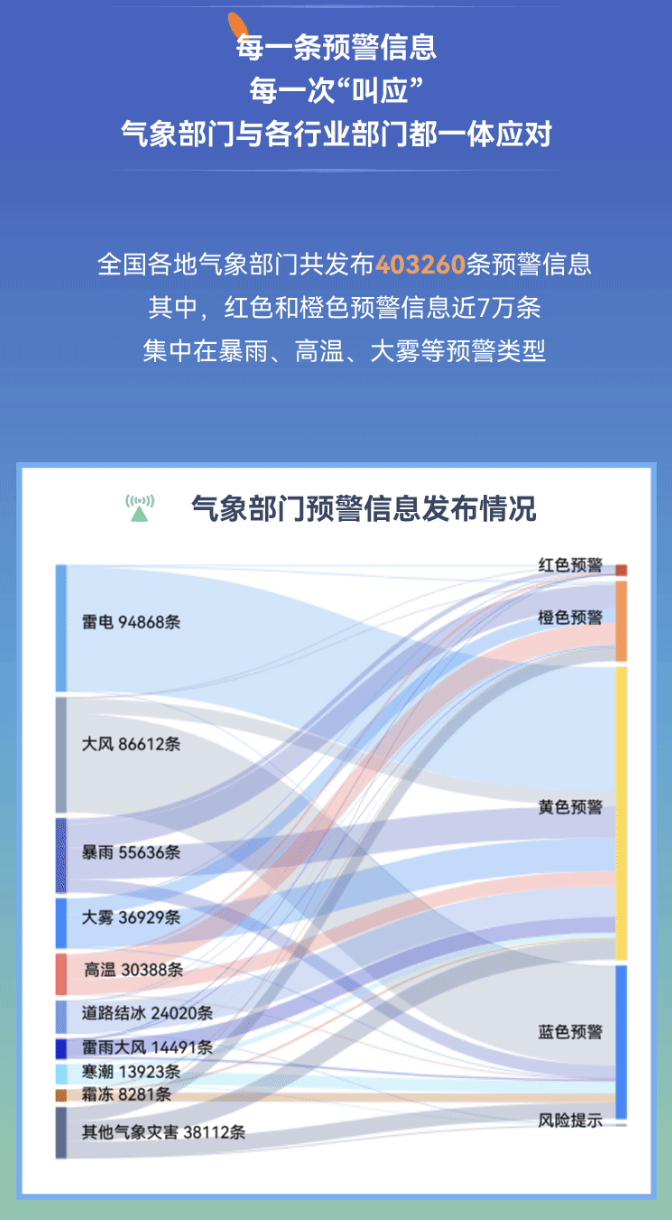 每一条预警信息
每一次“叫应”
气象部门与各行业部门都一体应对
全国各地气象部门共发布403260条预警信息
其中，红色和橙色预警信息近7万条
集中在暴雨、高温、大雾等预警类型
气象部门预警信息发布情况
红色预警
橙色预警
雷电 94868条
大风 86612条
黄色预警
暴雨 55636条
大雾 36929条
高温 30388条
道路结冰 24020条
蓝色预警
雷雨大风 14491条
寒潮 13923条
霜冻 8281条
风险提示
其他气象灾害 38112条